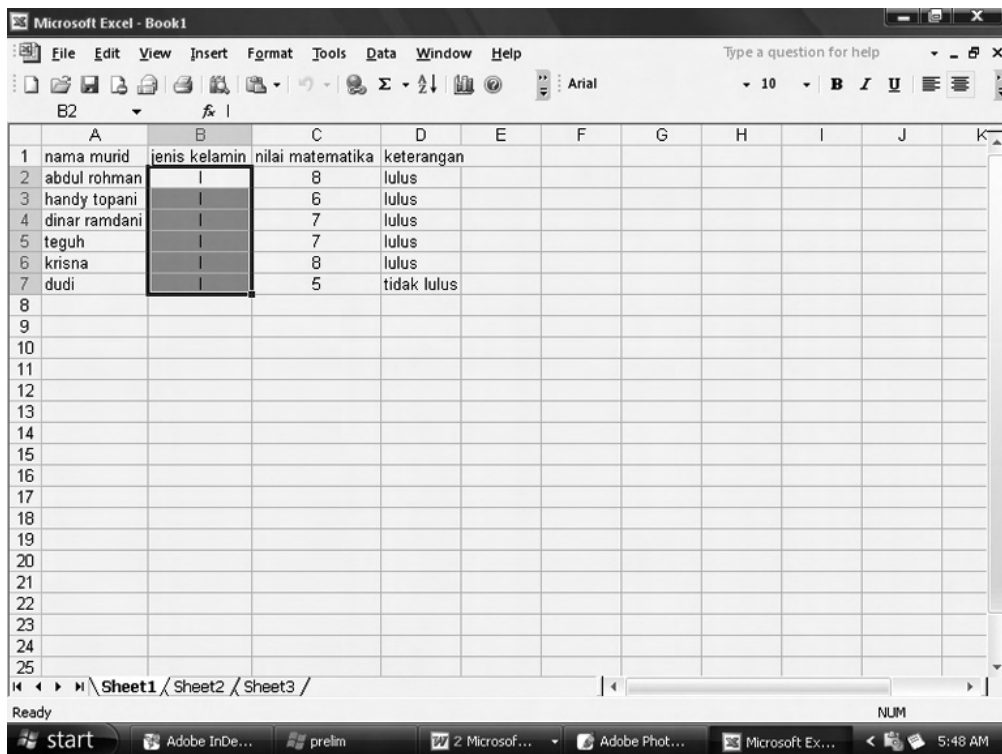 Microsoft Excel - Book1
File Edit View Insert Format Tools Data Window Help Type a question for help
Arial 10 B I U
B2 fx l
A B C D E F G H I J K
1 nama murid jenis kelamin nilai matematika keterangan
2 abdul rohman l 8 lulus
3 handy topani l 6 lulus
4 dinar ramdani l 7 lulus
5 teguh l 7 lulus
6 krisna l 8 lulus
7 dudi l 5 tidak lulus
8
9
10
11
12
13
14
15
16
17
18
19
20
21
22
23
24
25
Sheet1 Sheet2 Sheet3
Ready NUM
start Adobe InDe... prelim 2 Microsof... Adobe Phot... Microsoft Ex... 5:48 AM